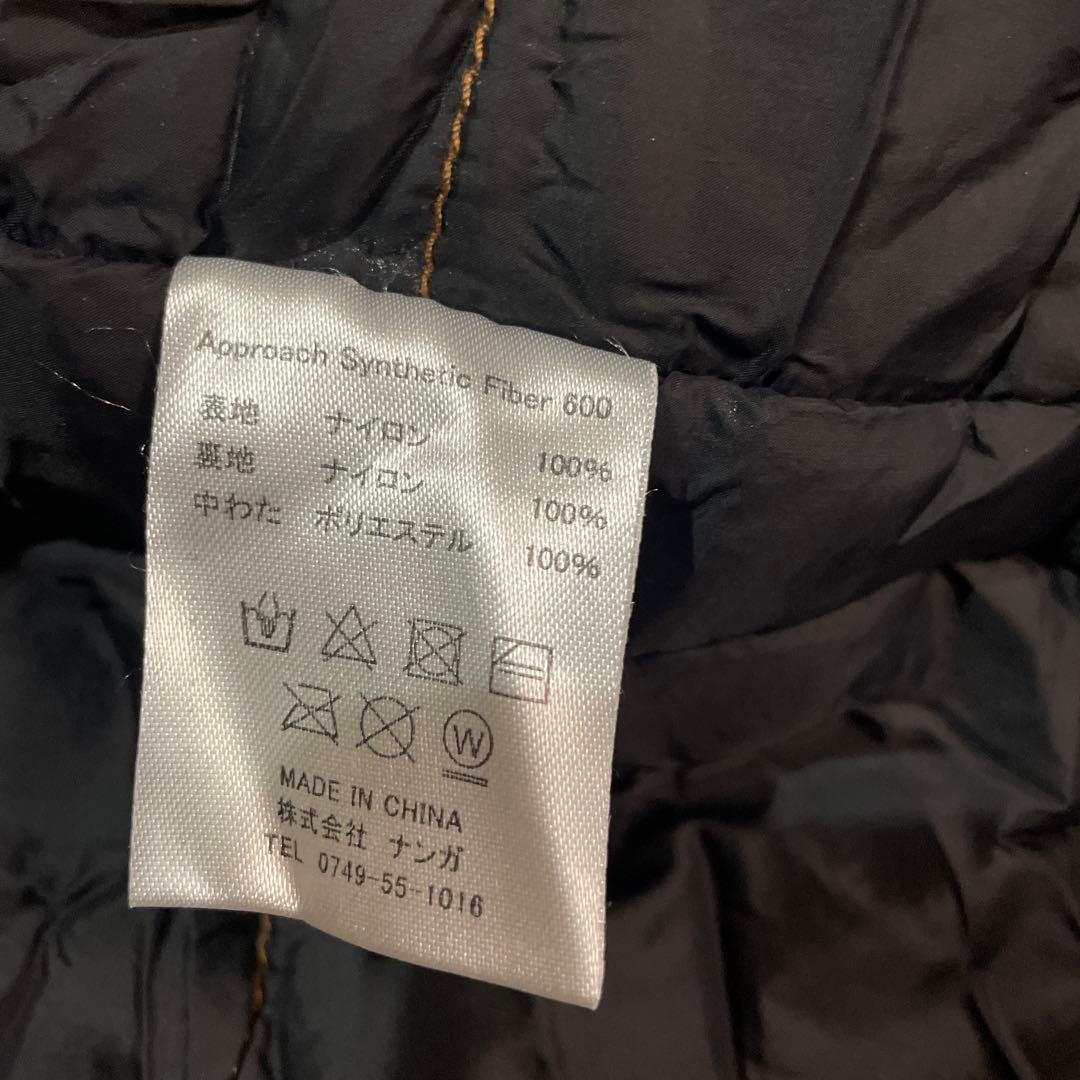 Approach Synthetic Fiber 600
表地 ナイロン 100%
裏地 ナイロン 100%
中わた ポリエステル 100%
W
MADE IN CHINA
株式会社 ナンガ
TEL 0749-55-1016